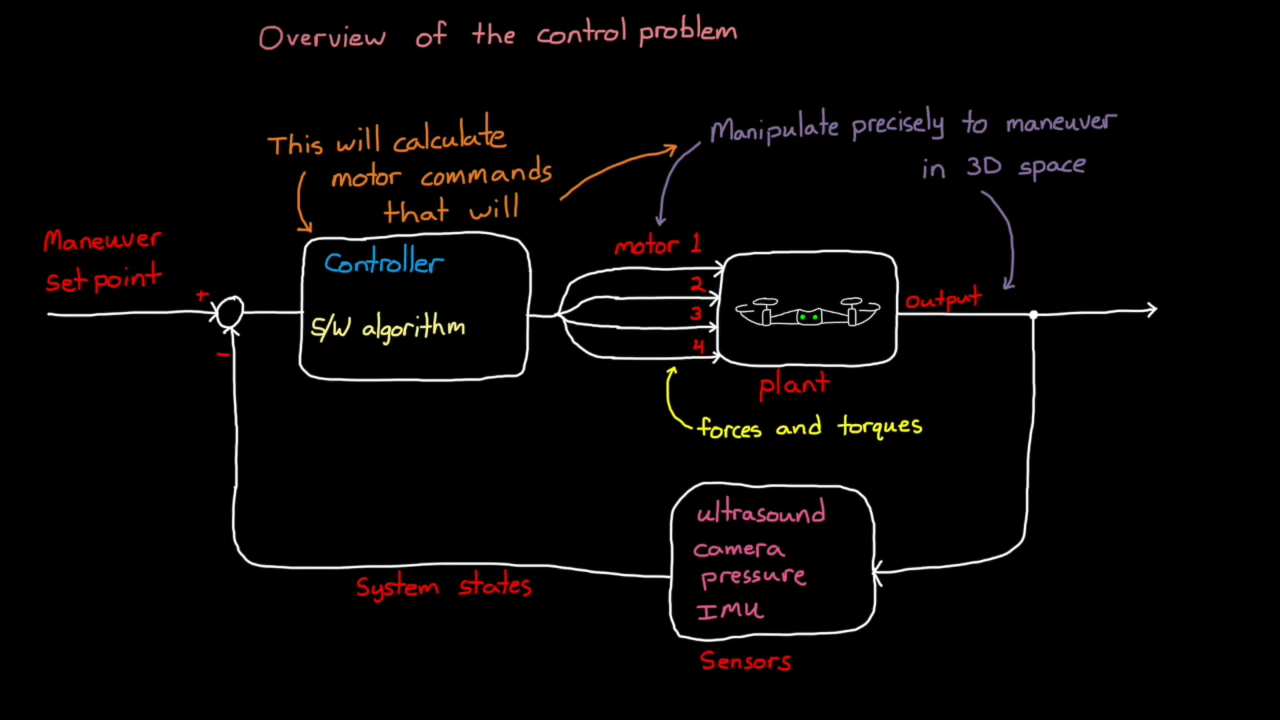 Overview of the control problem
This will calculate
motor commands
that will
Manipulate precisely to maneuver
in 3D space
Maneuver
set point
+
−
Controller
S/W algorithm
motor 1
2
3
4
output
plant
forces and torques
ultrasound
camera
pressure
IMU
Sensors
System states